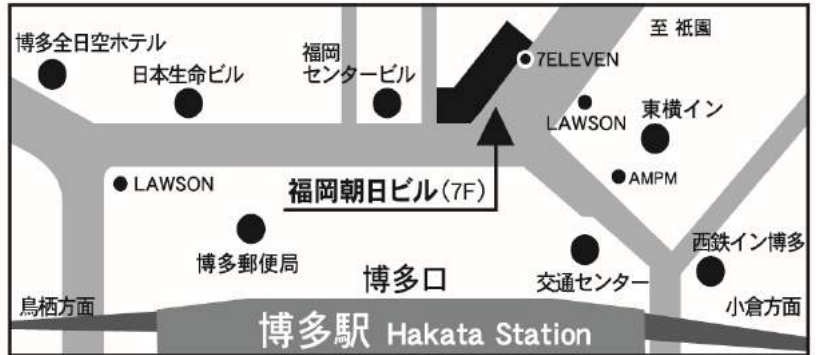 至 祇園
博多全日空ホテル
福岡
センタービル
7ELEVEN
日本生命ビル
東横イン
LAWSON
LAWSON
福岡朝日ビル(7F)
AMPM
博多郵便局
西鉄イン博多
博多口
交通センター
鳥栖方面
小倉方面
博多駅 Hakata Station